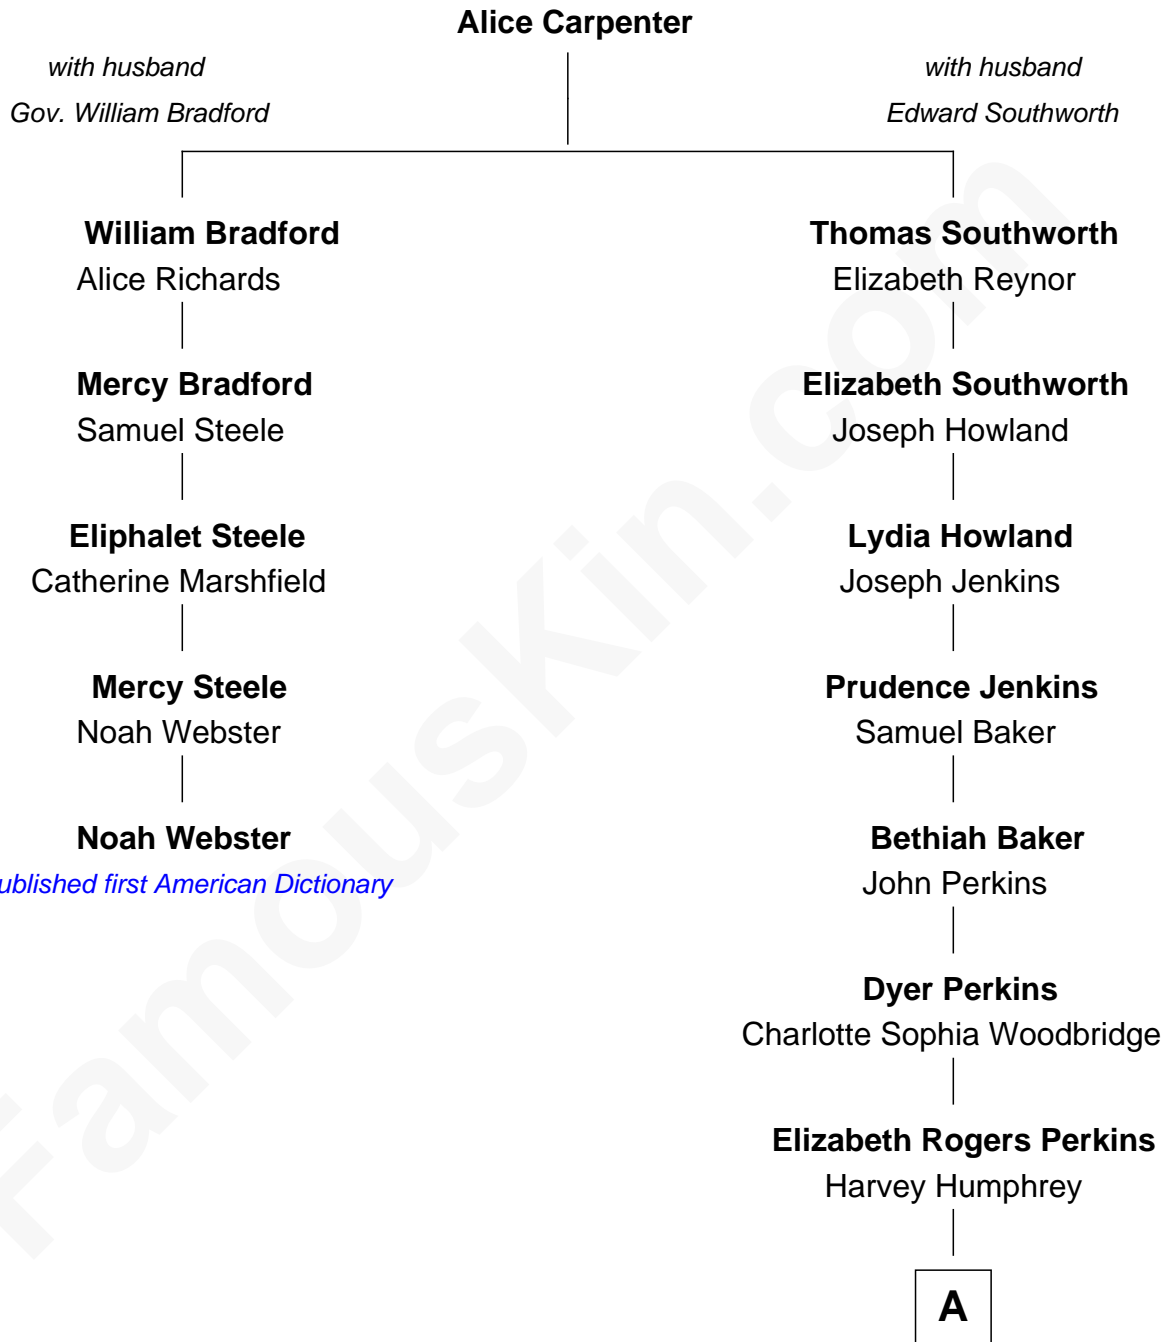 Alice Carpenter
with husband
Gov. William Bradford
with husband
Edward Southworth
William Bradford
Alice Richards
Mercy Bradford
Samuel Steele
Eliphalet Steele
Catherine Marshfield
Mercy Steele
Noah Webster
Noah Webster
ublished first American Dictionary
Thomas Southworth
Elizabeth Reynor
Elizabeth Southworth
Joseph Howland
Lydia Howland
Joseph Jenkins
Prudence Jenkins
Samuel Baker
Bethiah Baker
John Perkins
Dyer Perkins
Charlotte Sophia Woodbridge
Elizabeth Rogers Perkins
Harvey Humphrey
A
FamousKin.com